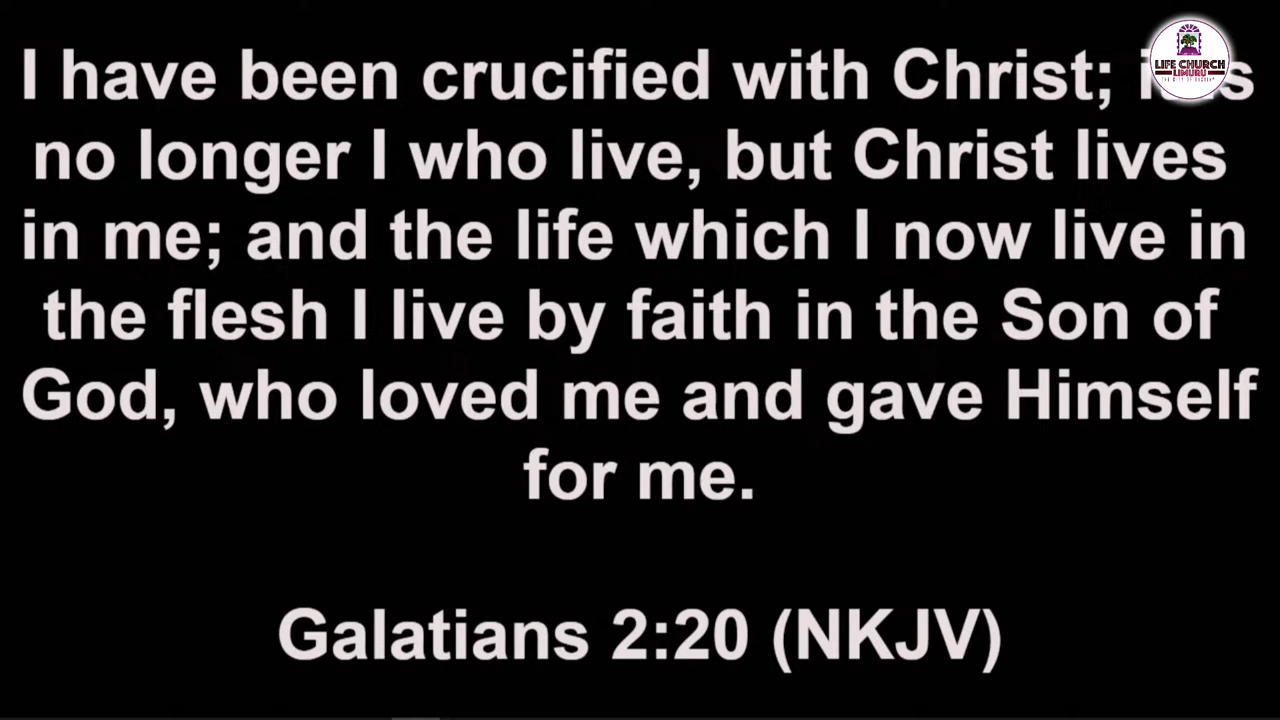 I have been crucified with Christ; it is
no longer I who live, but Christ lives
in me; and the life which I now live in
the flesh I live by faith in the Son of
God, who loved me and gave Himself
for me.
Galatians 2:20 (NKJV)
LIFE CHURCH
LIMURU